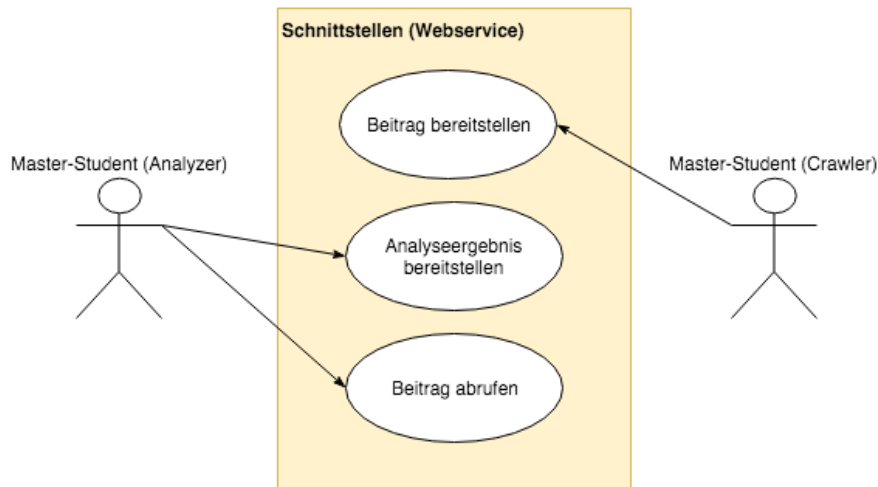 Schnittstellen (Webservice)
Beitrag bereitstellen
Master-Student (Analyzer)
Master-Student (Crawler)
Analyseergebnis
bereitstellen
Beitrag abrufen